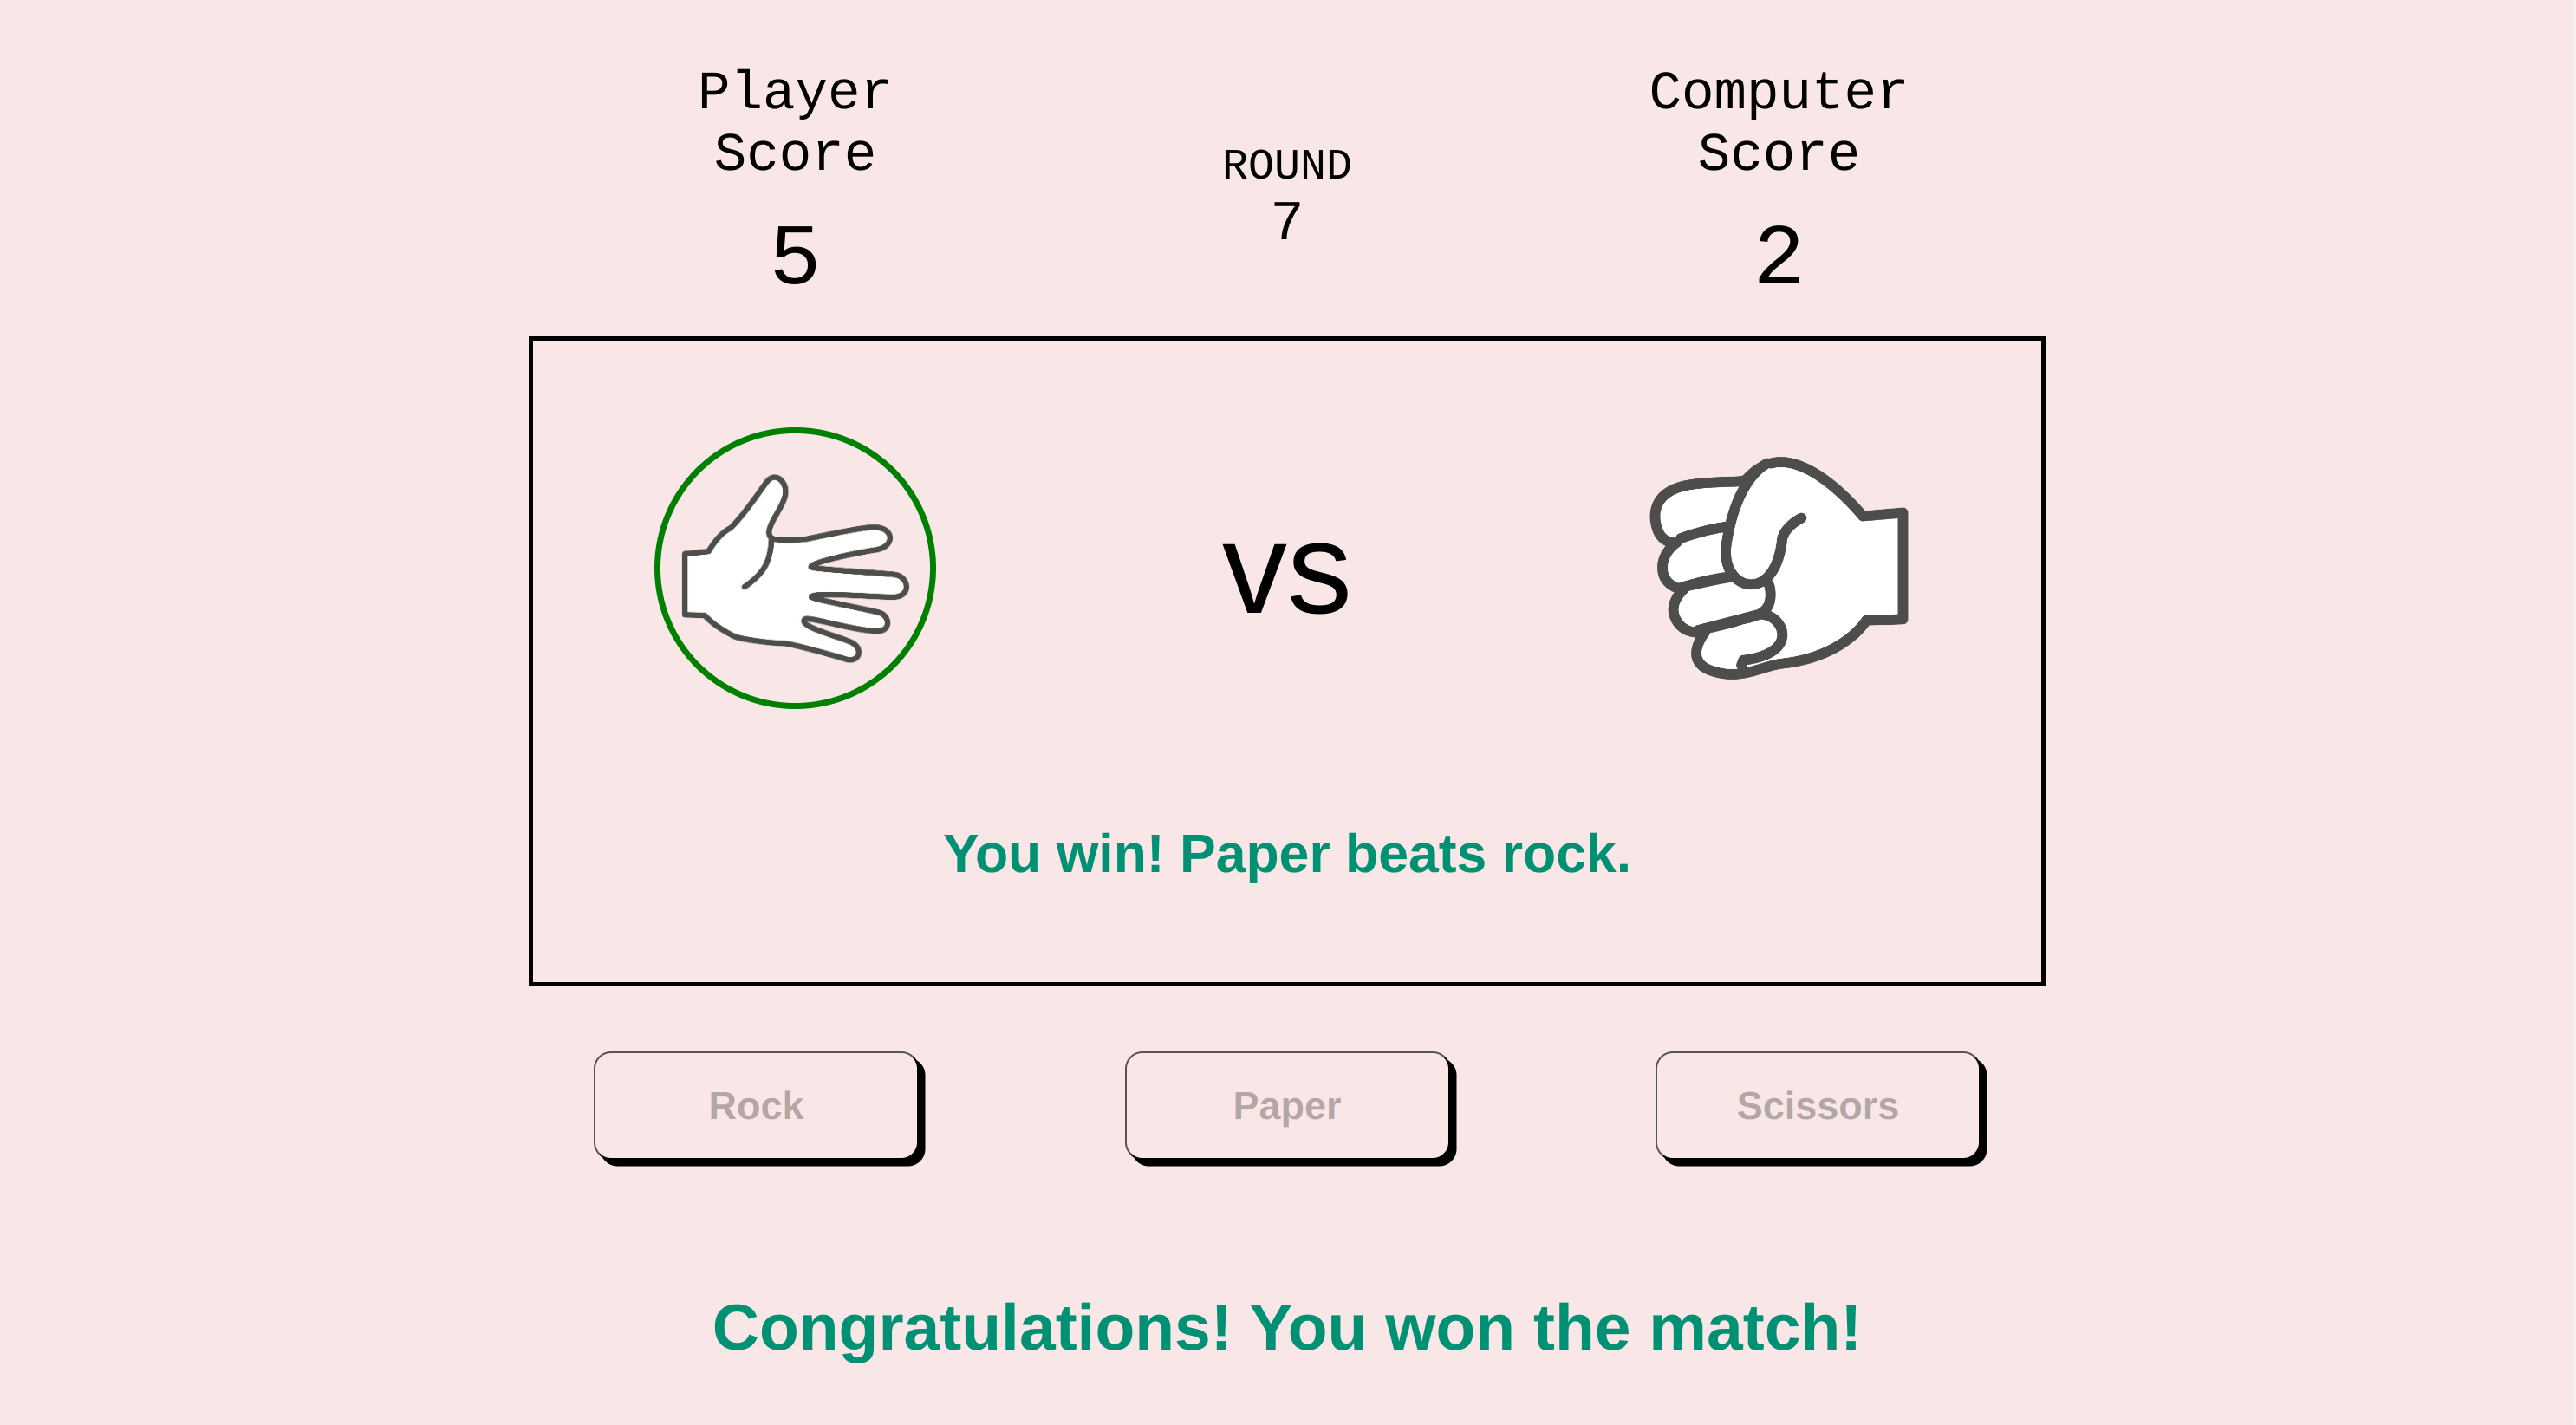 Player
Score
5
ROUND
7
Computer
Score
2
vs
You win! Paper beats rock.
Rock
Paper
Scissors
Congratulations! You won the match!